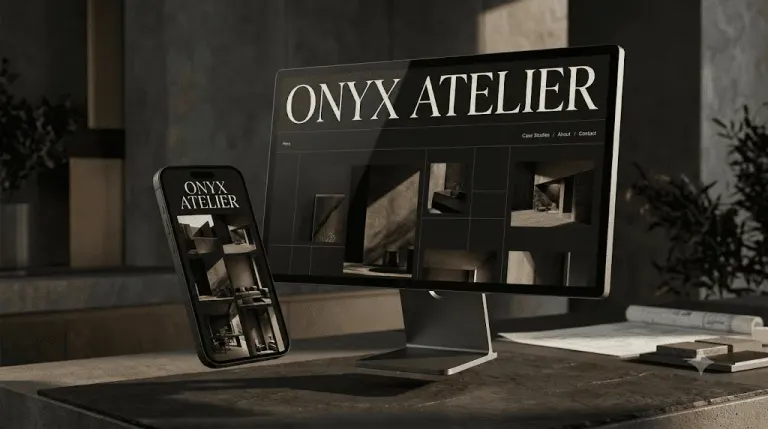 ONYX ATELIER
Case Studies / About / Contact
ONYX
ATELIER